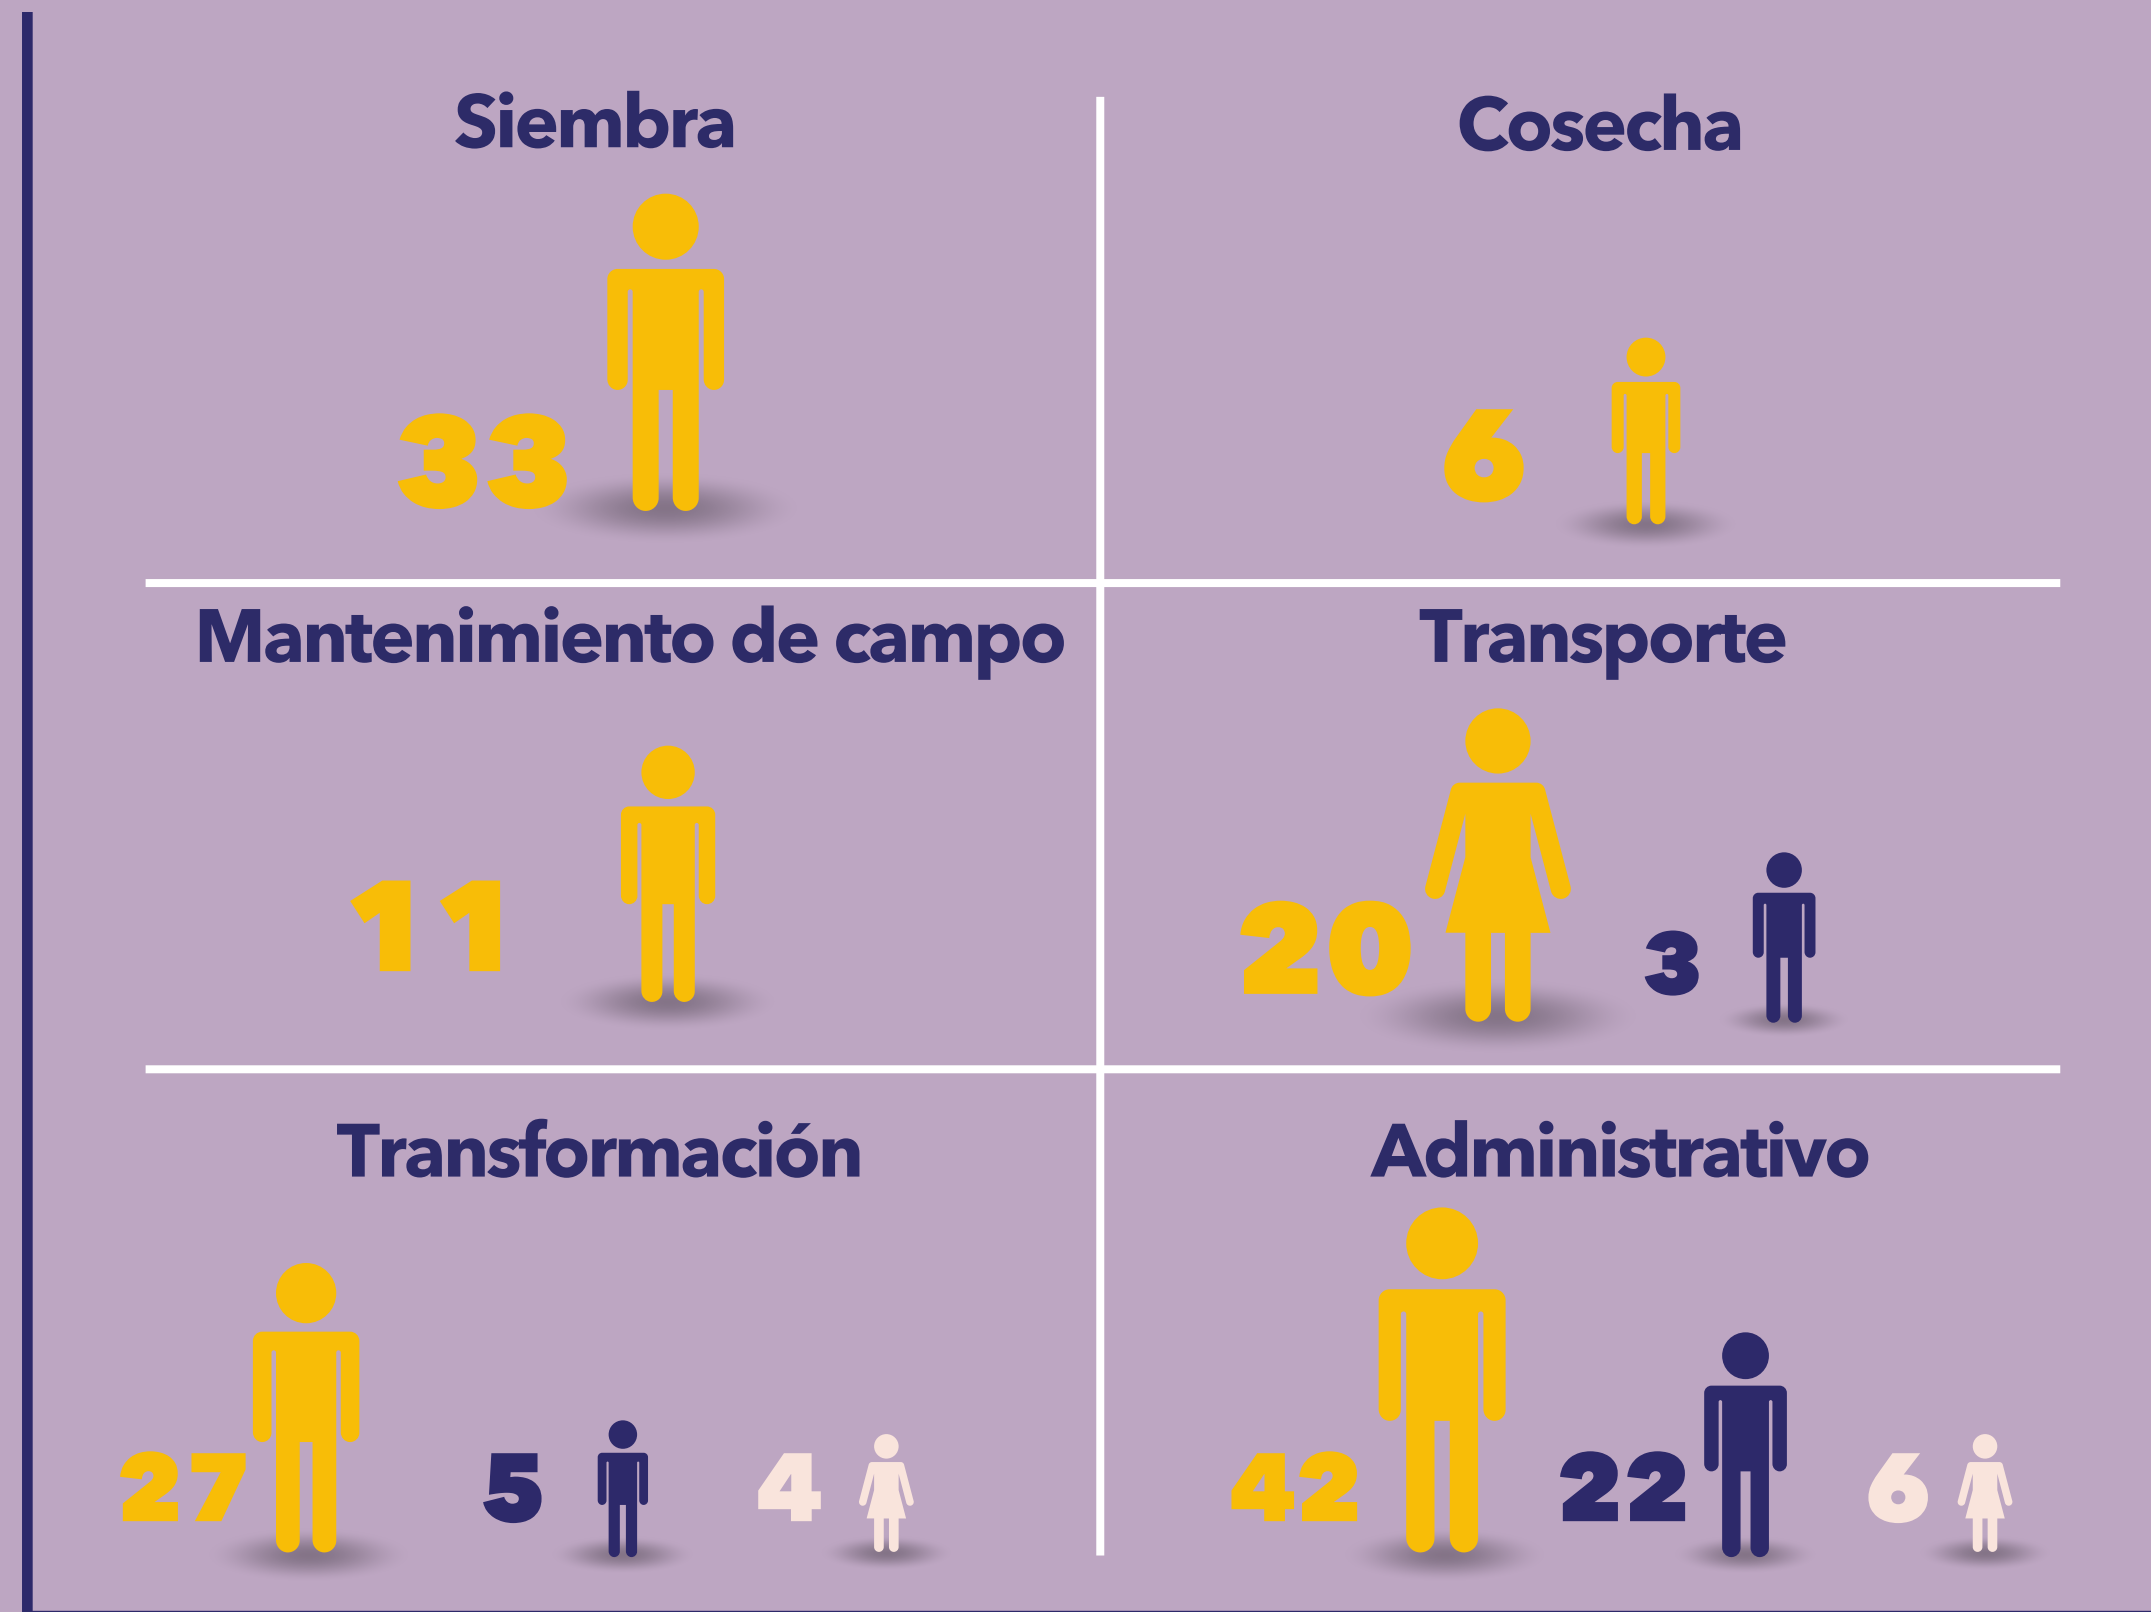 Siembra
33
Cosecha
6
Mantenimiento de campo
11
Transporte
20 3
Transformación
27 5 4
Administrativo
42 22 6